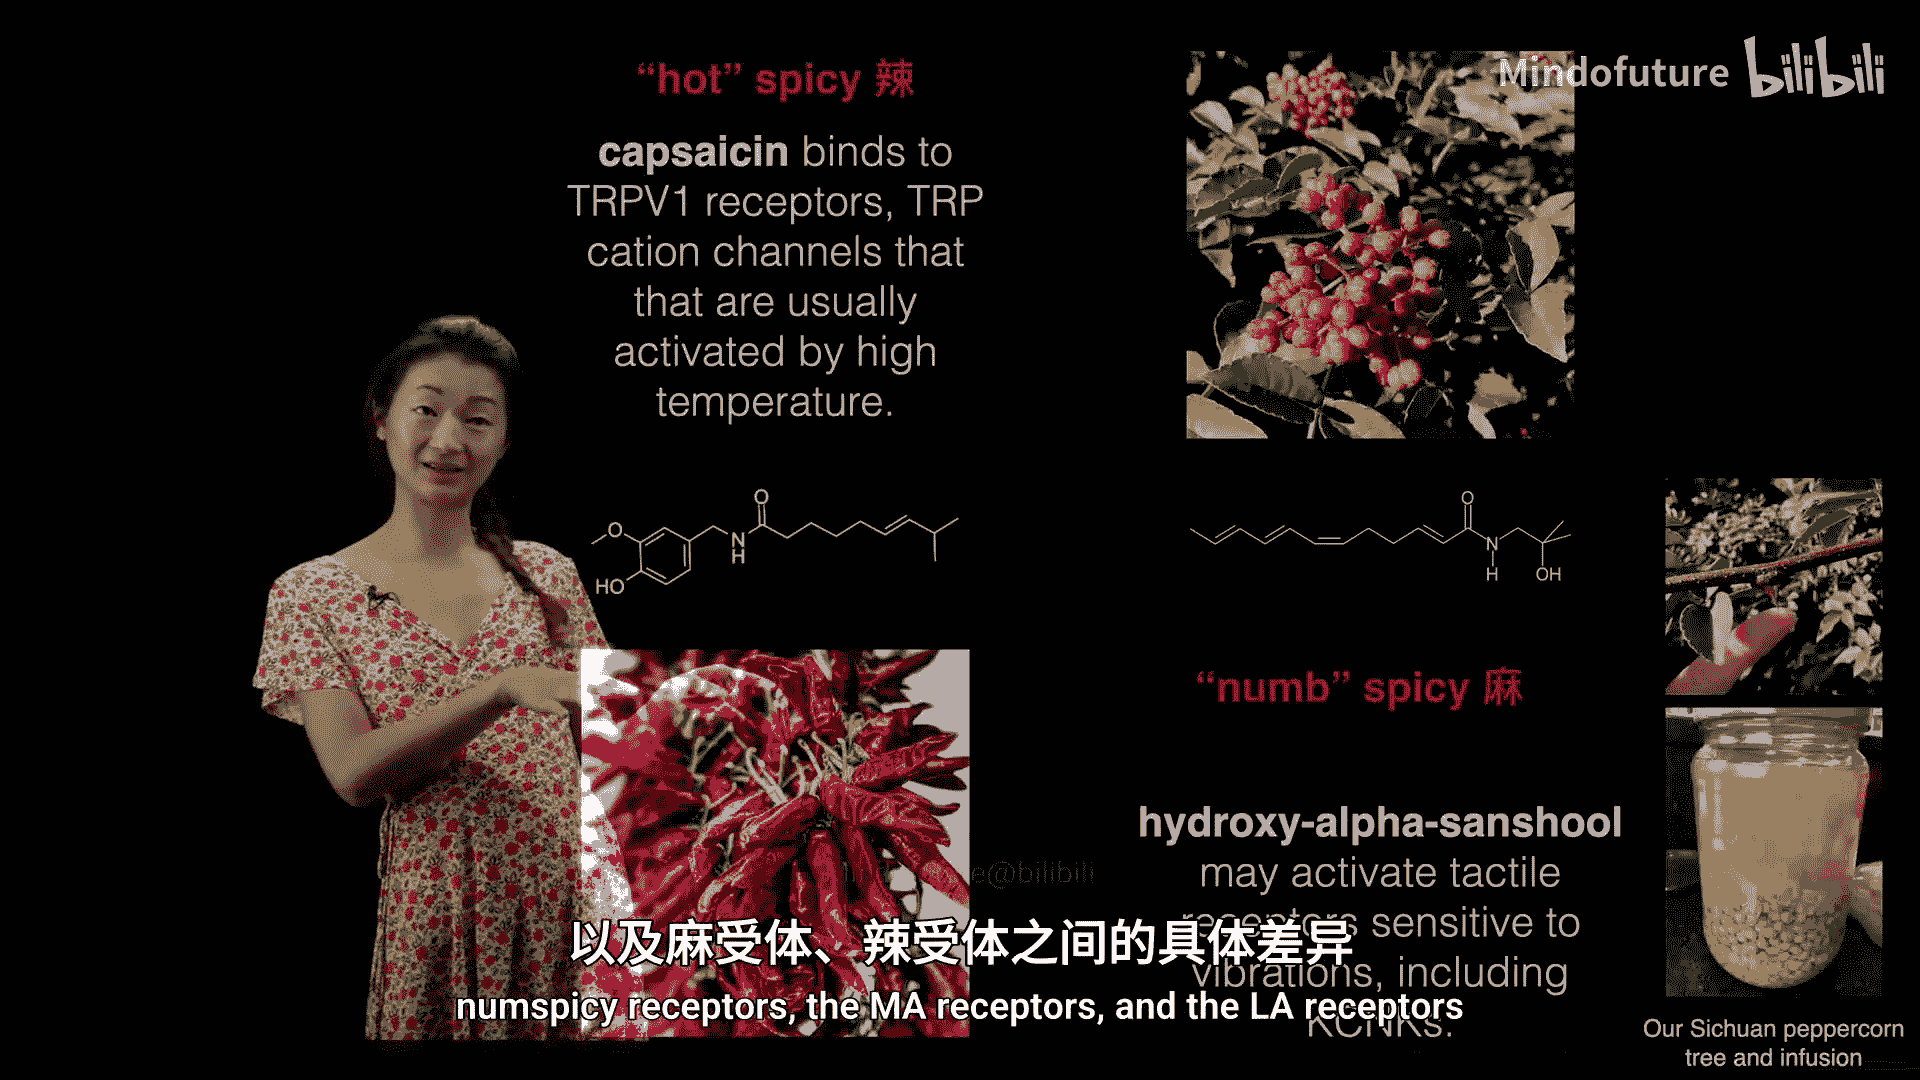 Mindofuture bilibili
“hot” spicy 辣
capsaicin binds to
TRPV1 receptors, TRP
cation channels that
that are usually
activated by high
temperature.
O
O
N
H
HO
O
N
H
OH
“numb” spicy 麻
hydroxy-alpha-sanshool
may activate tactile
receptors sensitive to
vibrations, including
KCNKs.
e@bilibili
以及麻受体、辣受体之间的具体差异
numspicy receptors, the MA receptors, and the LA receptors
Our Sichuan peppercorn
tree and infusion